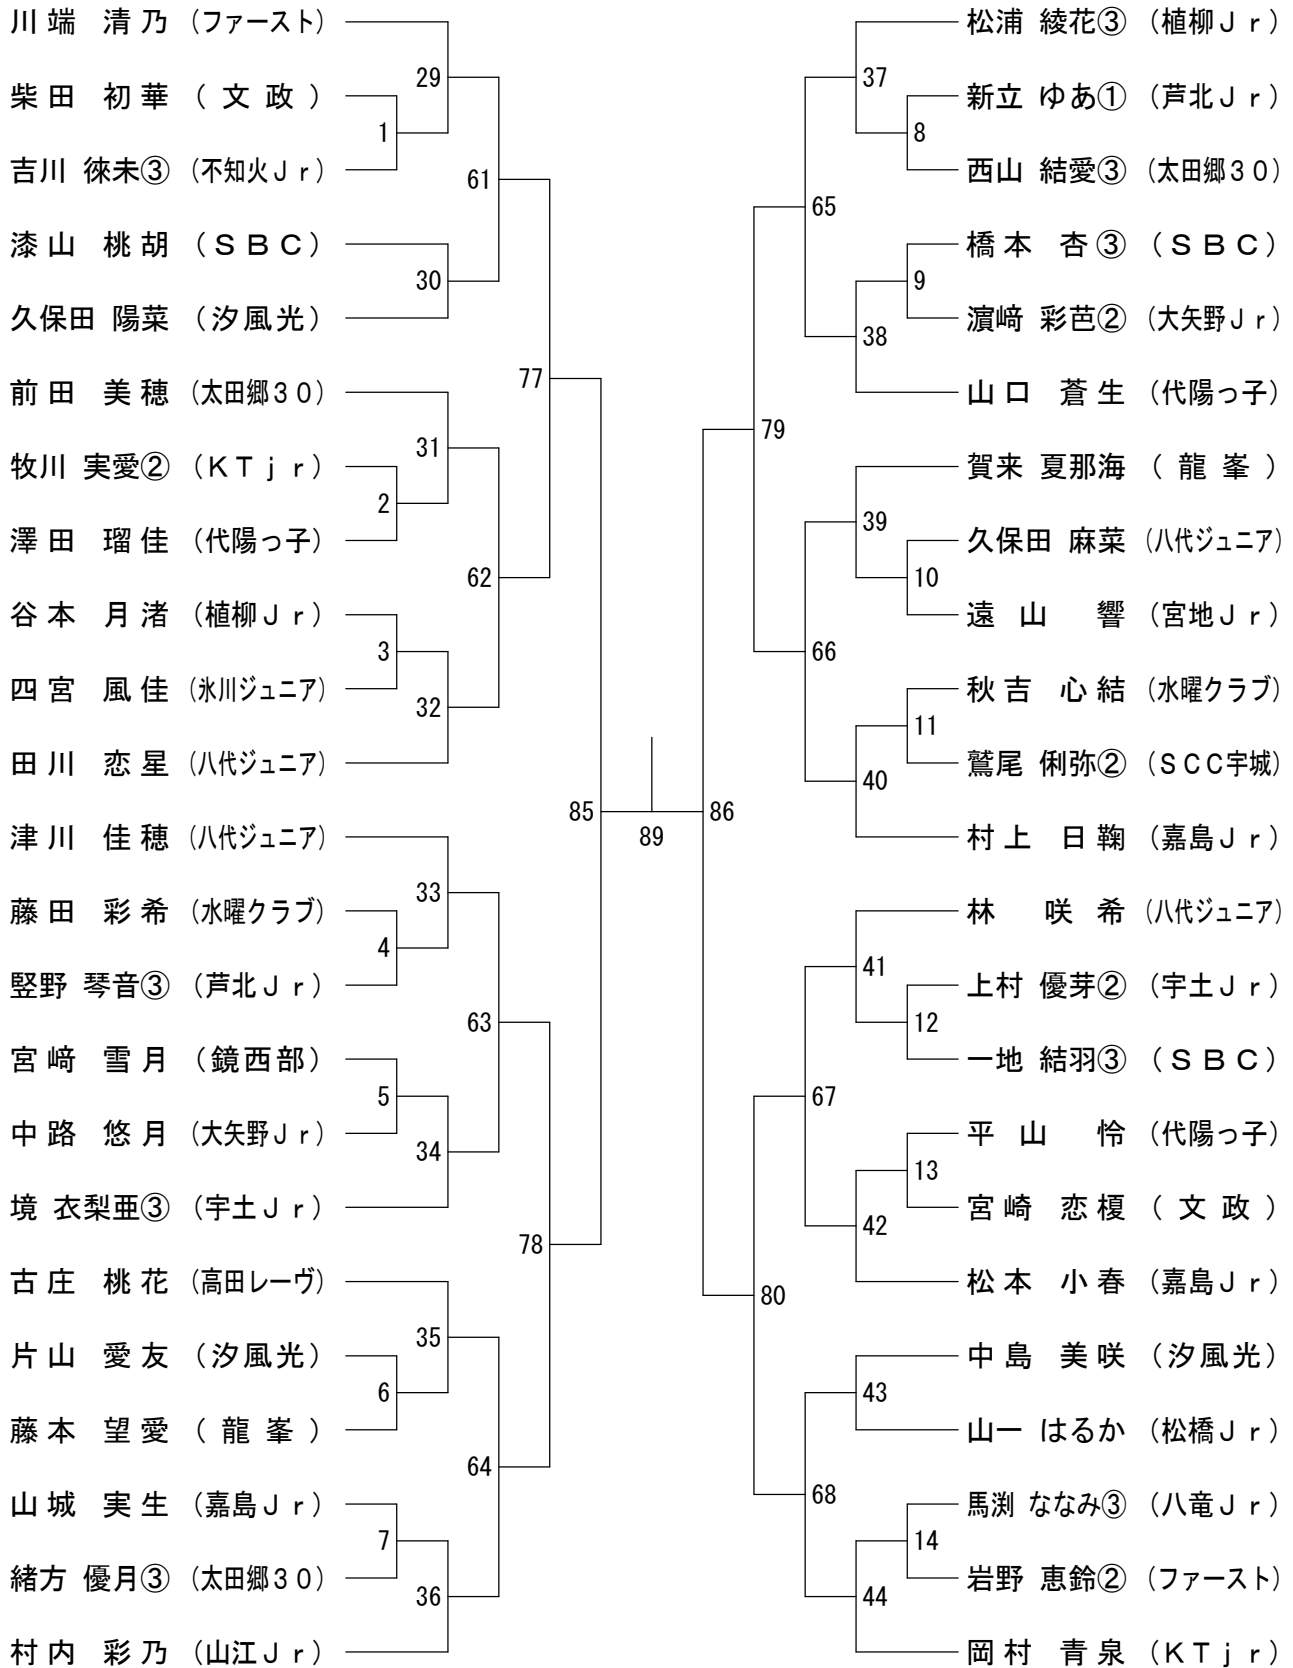 川端 清乃 (ファースト)
29
柴田 初華 (文政)
1
吉川 徠未③ (不知火Jr)
61
漆山 桃胡 (SBC)
30
久保田 陽菜 (汐風光)
77
前田 美穂 (太田郷30)
31
牧川 実愛② (KTjr)
2
澤田 瑠佳 (代陽っ子)
62
谷本 月渚 (植柳Jr)
3
四宮 風佳 (氷川ジュニア)
32
田川 恋星 (八代ジュニア)
85
津川 佳穂 (八代ジュニア)
33
藤田 彩希 (水曜クラブ)
4
竪野 琴音③ (芦北Jr)
63
宮﨑 雪月 (鏡西部)
5
中路 悠月 (大矢野Jr)
34
境 衣梨亜③ (宇土Jr)
78
古庄 桃花 (高田レーヴ)
35
片山 愛友 (汐風光)
6
藤本 望愛 (龍峯)
64
山城 実生 (嘉島Jr)
7
緒方 優月③ (太田郷30)
36
村内 彩乃 (山江Jr)
89
松浦 綾花③ (植柳Jr)
37
新立 ゆあ① (芦北Jr)
8
西山 結愛③ (太田郷30)
65
橋本 杏③ (SBC)
9
濵﨑 彩芭② (大矢野Jr)
38
山口 蒼生 (代陽っ子)
79
賀来 夏那海 (龍峯)
39
久保田 麻菜 (八代ジュニア)
10
遠山 響 (宮地Jr)
66
秋吉 心結 (水曜クラブ)
11
鷲尾 俐弥② (SCC宇城)
40
村上 日鞠 (嘉島Jr)
86
林 咲希 (八代ジュニア)
41
上村 優芽② (宇土Jr)
12
一地 結羽③ (SBC)
67
平山 怜 (代陽っ子)
13
宮崎 恋榎 (文政)
42
松本 小春 (嘉島Jr)
80
中島 美咲 (汐風光)
43
山一 はるか (松橋Jr)
68
馬渕 ななみ③ (八竜Jr)
14
岩野 恵鈴② (ファースト)
44
岡村 青泉 (KTjr)